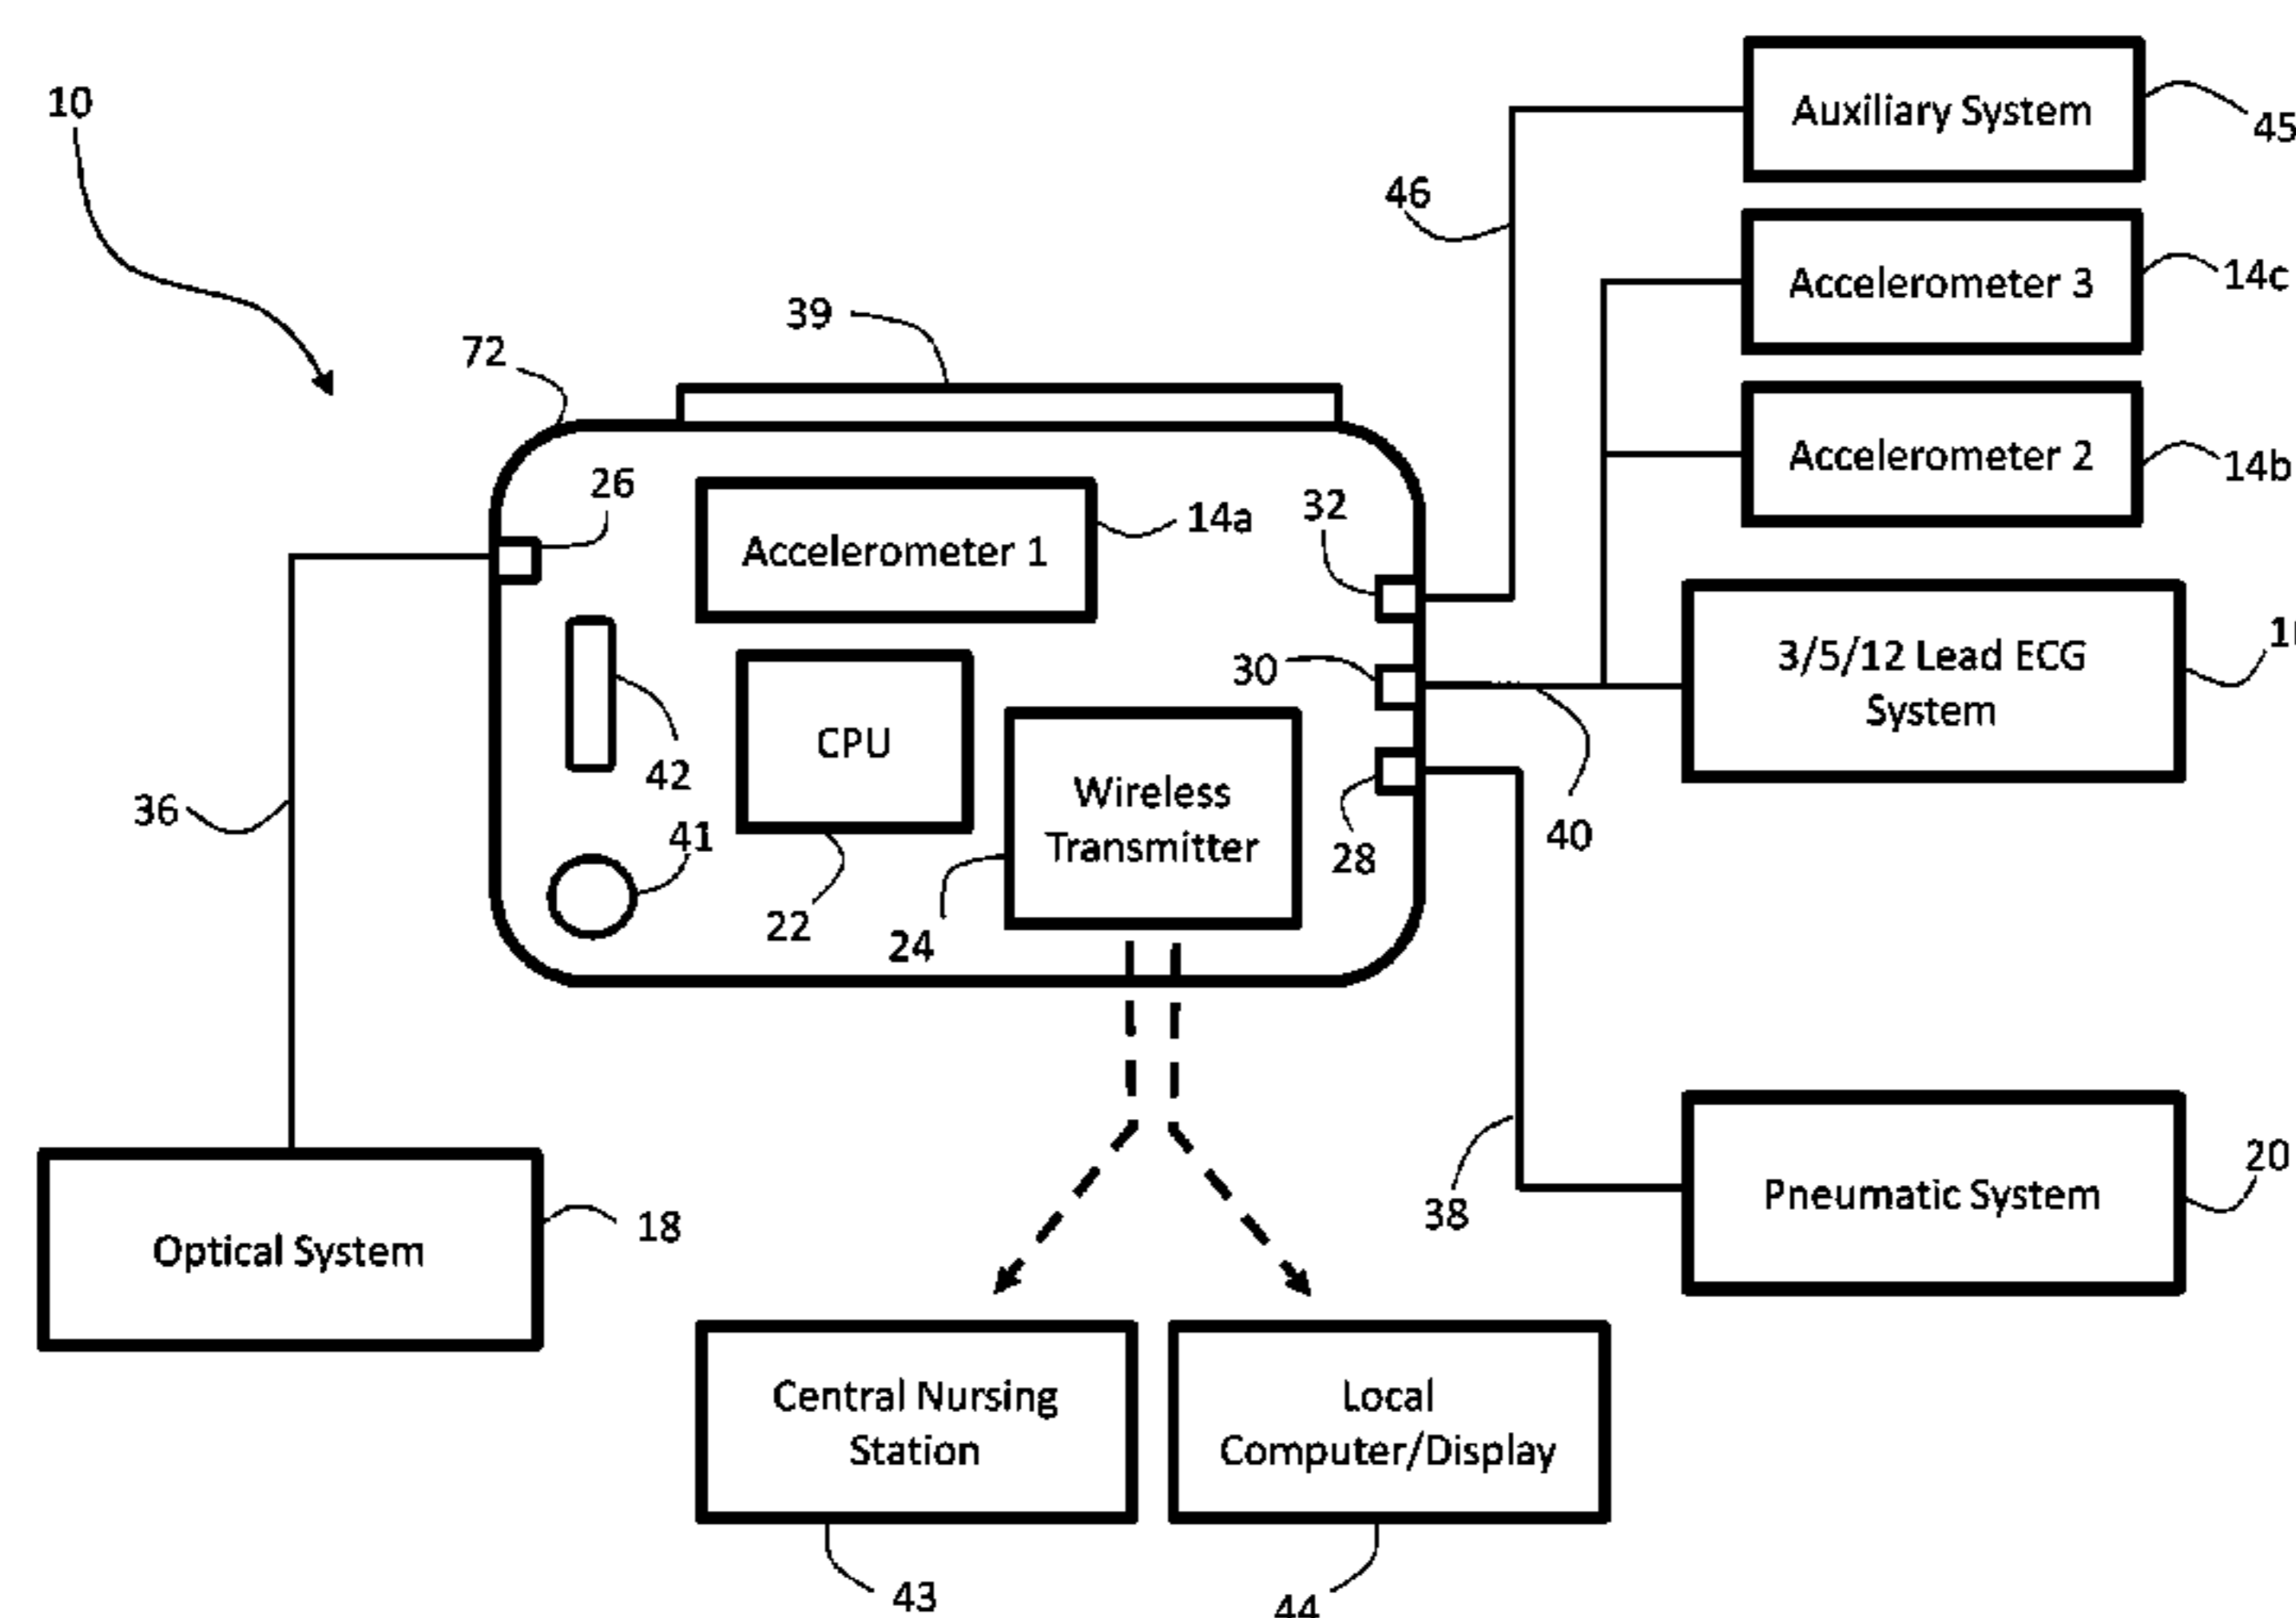 10
Auxiliary System
45
46
Accelerometer 3
14c
39
72
Accelerometer 2
14b
26
Accelerometer 1
14a
32
30
3/5/12 Lead ECG
System
CPU
42
Wireless
Transmitter
36
41
28
40
22
24
Pneumatic System
20
38
Optical System
18
Central Nursing
Station
Local
Computer/Display
43
44